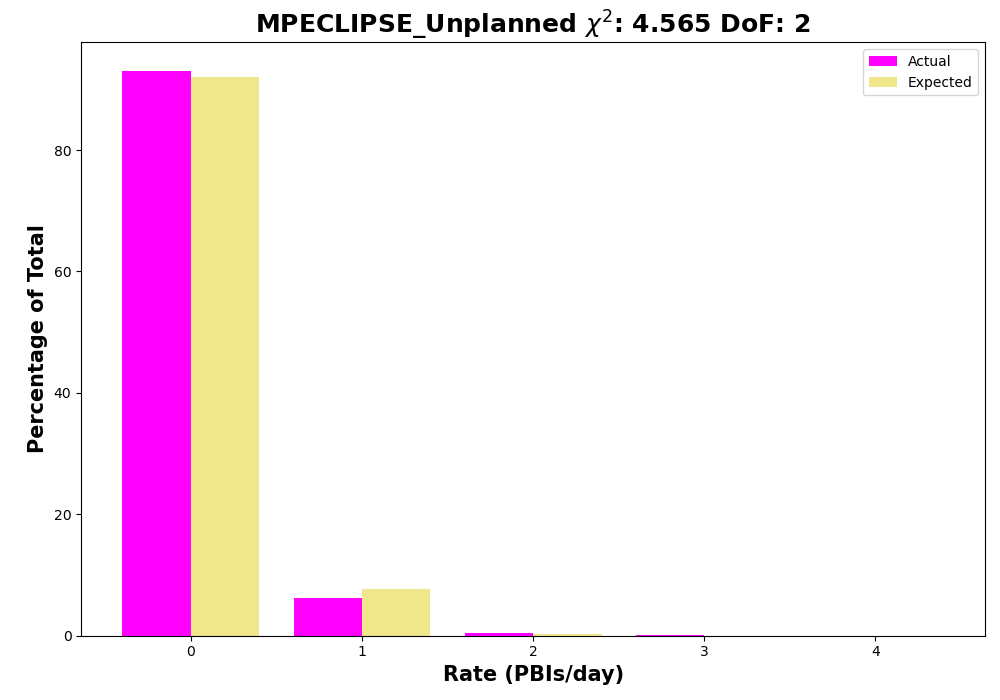 MPECLIPSE_Unplanned χ²: 4.565 DoF: 2
Actual
Expected
Percentage of Total
80
60
40
20
0
0 1 2 3 4
Rate (PBIs/day)